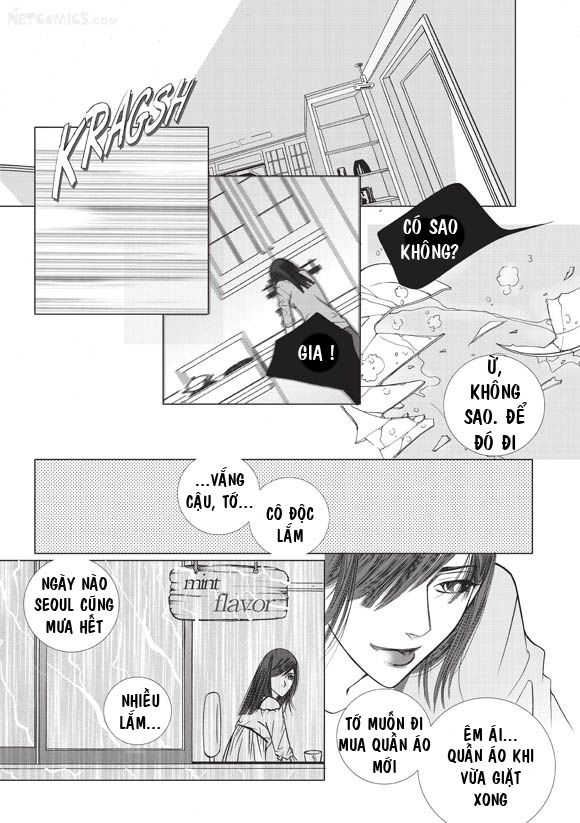 NETCOMICS.COM
KRAGSH
CÓ SAO
KHÔNG?
GIA !
3
Ừ,
KHÔNG
SAO. ĐỂ
ĐÓ ĐI
...VẮNG
CẬU, TỚ...
CÔ ĐỘC
LẮM
NGÀY NÀO
SEOUL CŨNG
MƯA HẾT
mint
flavor
NHIỀU
LẮM...
TỚ MUỐN ĐI
MUA QUẦN ÁO
MỚI
ÊM ÁI...
QUẦN ÁO KHI
VỪA GIẶT
XONG